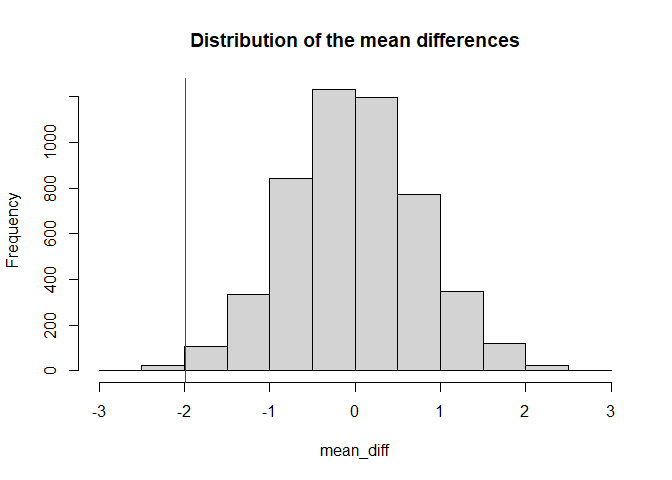 Distribution of the mean differences
Frequency
0 200 400 600 800 1000
-3 -2 -1 0 1 2 3
mean_diff